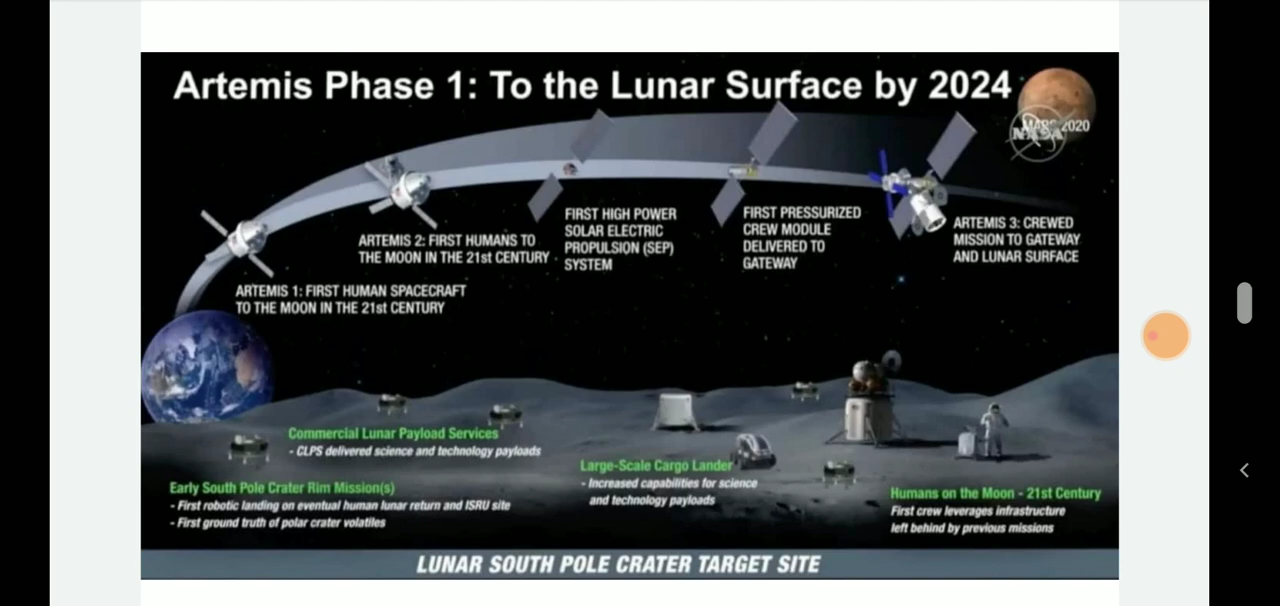 Artemis Phase 1: To the Lunar Surface by 2024
MARS 2020
NASA
FIRST HIGH POWER
SOLAR ELECTRIC
PROPULSION (SEP)
SYSTEM
FIRST PRESSURIZED
CREW MODULE
DELIVERED TO
GATEWAY
ARTEMIS 3: CREWED
MISSION TO GATEWAY
AND LUNAR SURFACE
ARTEMIS 2: FIRST HUMANS TO
THE MOON IN THE 21st CENTURY
ARTEMIS 1: FIRST HUMAN SPACECRAFT
TO THE MOON IN THE 21st CENTURY
Commercial Lunar Payload Services
- CLPS delivered science and technology payloads
Early South Pole Crater Rim Mission(s)
- First robotic landing on eventual human lunar return and ISRU site
- First ground truth of polar crater volatiles
Large-Scale Cargo Lander
- Increased capabilities for science
and technology payloads
Humans on the Moon - 21st Century
First crew leverages infrastructure
left behind by previous missions
LUNAR SOUTH POLE CRATER TARGET SITE